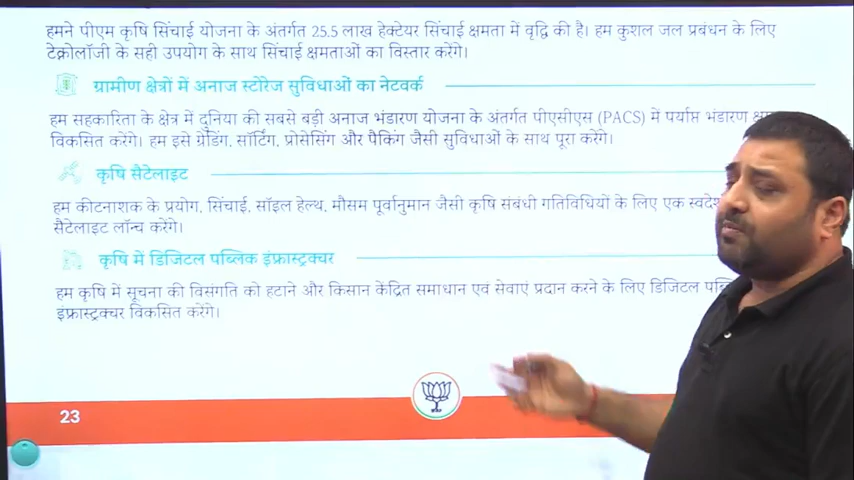 हमने पीएम कृषि सिंचाई योजना के अंतर्गत 25.5 लाख हेक्टेयर सिंचाई क्षमता में वृद्धि की है। हम कुशल जल प्रबंधन के लिए
टेक्नोलॉजी के सही उपयोग के साथ सिंचाई क्षमताओं का विस्तार करेंगे।
ग्रामीण क्षेत्रों में अनाज स्टोरेज सुविधाओं का नेटवर्क
हम सहकारिता के क्षेत्र में दुनिया की सबसे बड़ी अनाज भंडारण योजना के अंतर्गत पीएसीएस (PACS) में पर्याप्त भंडारण
विकसित करेंगे। हम इसे ग्रेडिंग, सॉर्टिंग, प्रोसेसिंग और पैकिंग जैसी सुविधाओं के साथ पूरा करेंगे।
कृषि सैटेलाइट
हम कीटनाशक के प्रयोग, सिंचाई, सॉइल हेल्थ, मौसम पूर्वानुमान जैसी कृषि संबंधी गतिविधियों के लिए एक
सैटेलाइट लॉन्च करेंगे।
कृषि में डिजिटल पब्लिक इंफ्रास्ट्रक्चर
हम कृषि में सूचना की विसंगति को हटाने और किसान केंद्रित समाधान एवं सेवाएं प्रदान करने के लिए डिजिटल
इंफ्रास्ट्रक्चर विकसित करेंगे।
23